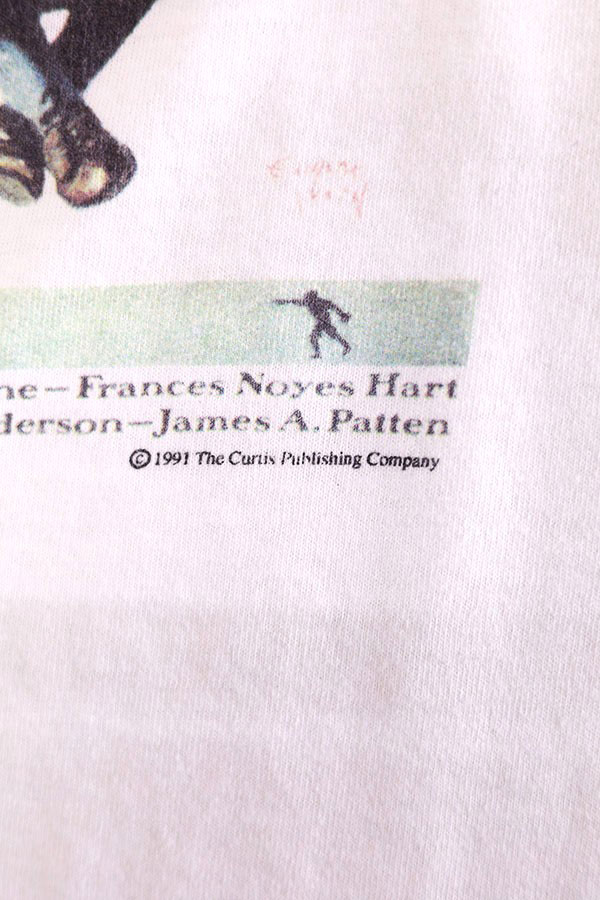 ne—Frances Noyes Hart
derson—James A. Patten
© 1991 The Curtis Publishing Company